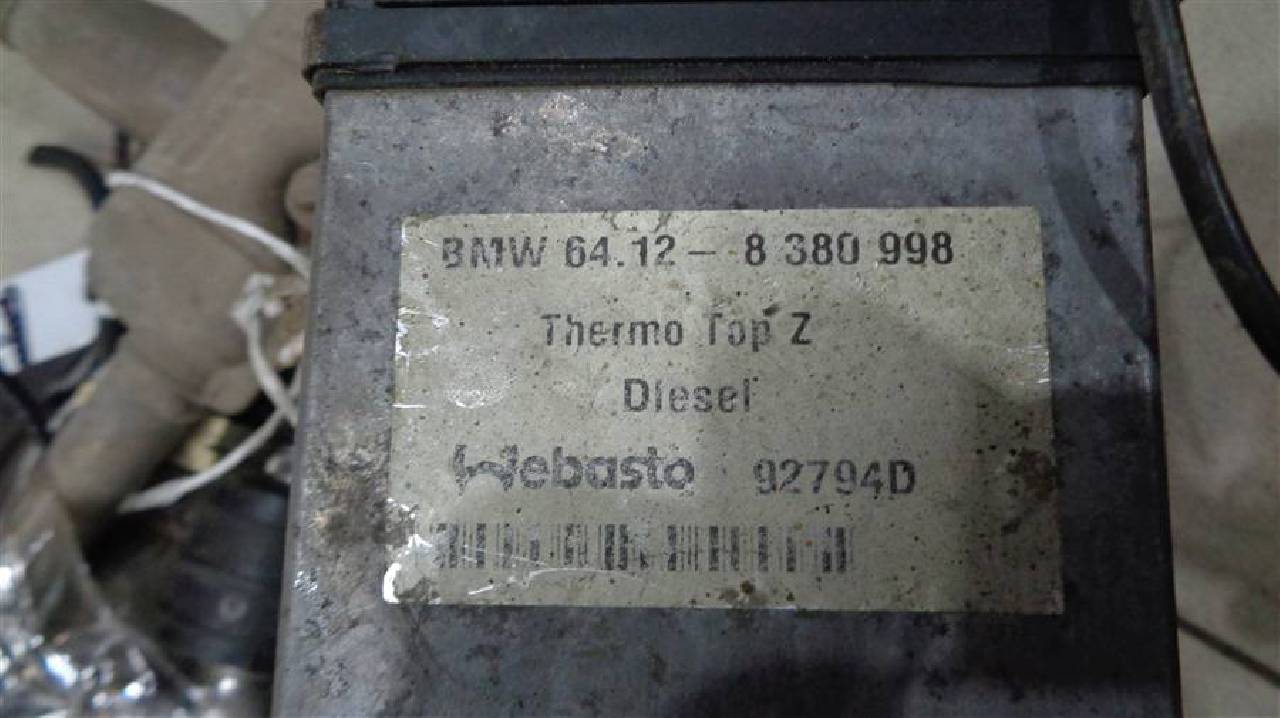 BMW 64.12 - 8 380 998
Thermo Top Z
Diesel
Webasto 92794D